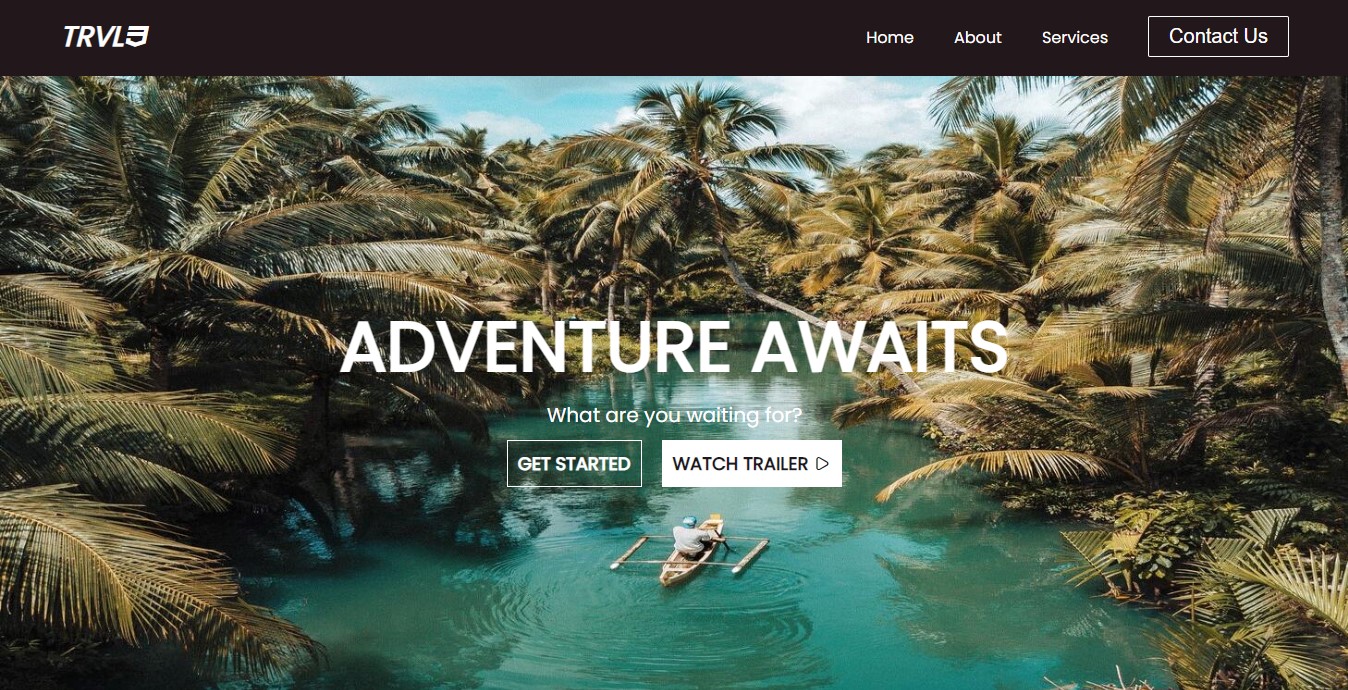 TRVL
Home
About
Services
Contact Us
ADVENTURE AWAITS
What are you waiting for?
GET STARTED
WATCH TRAILER